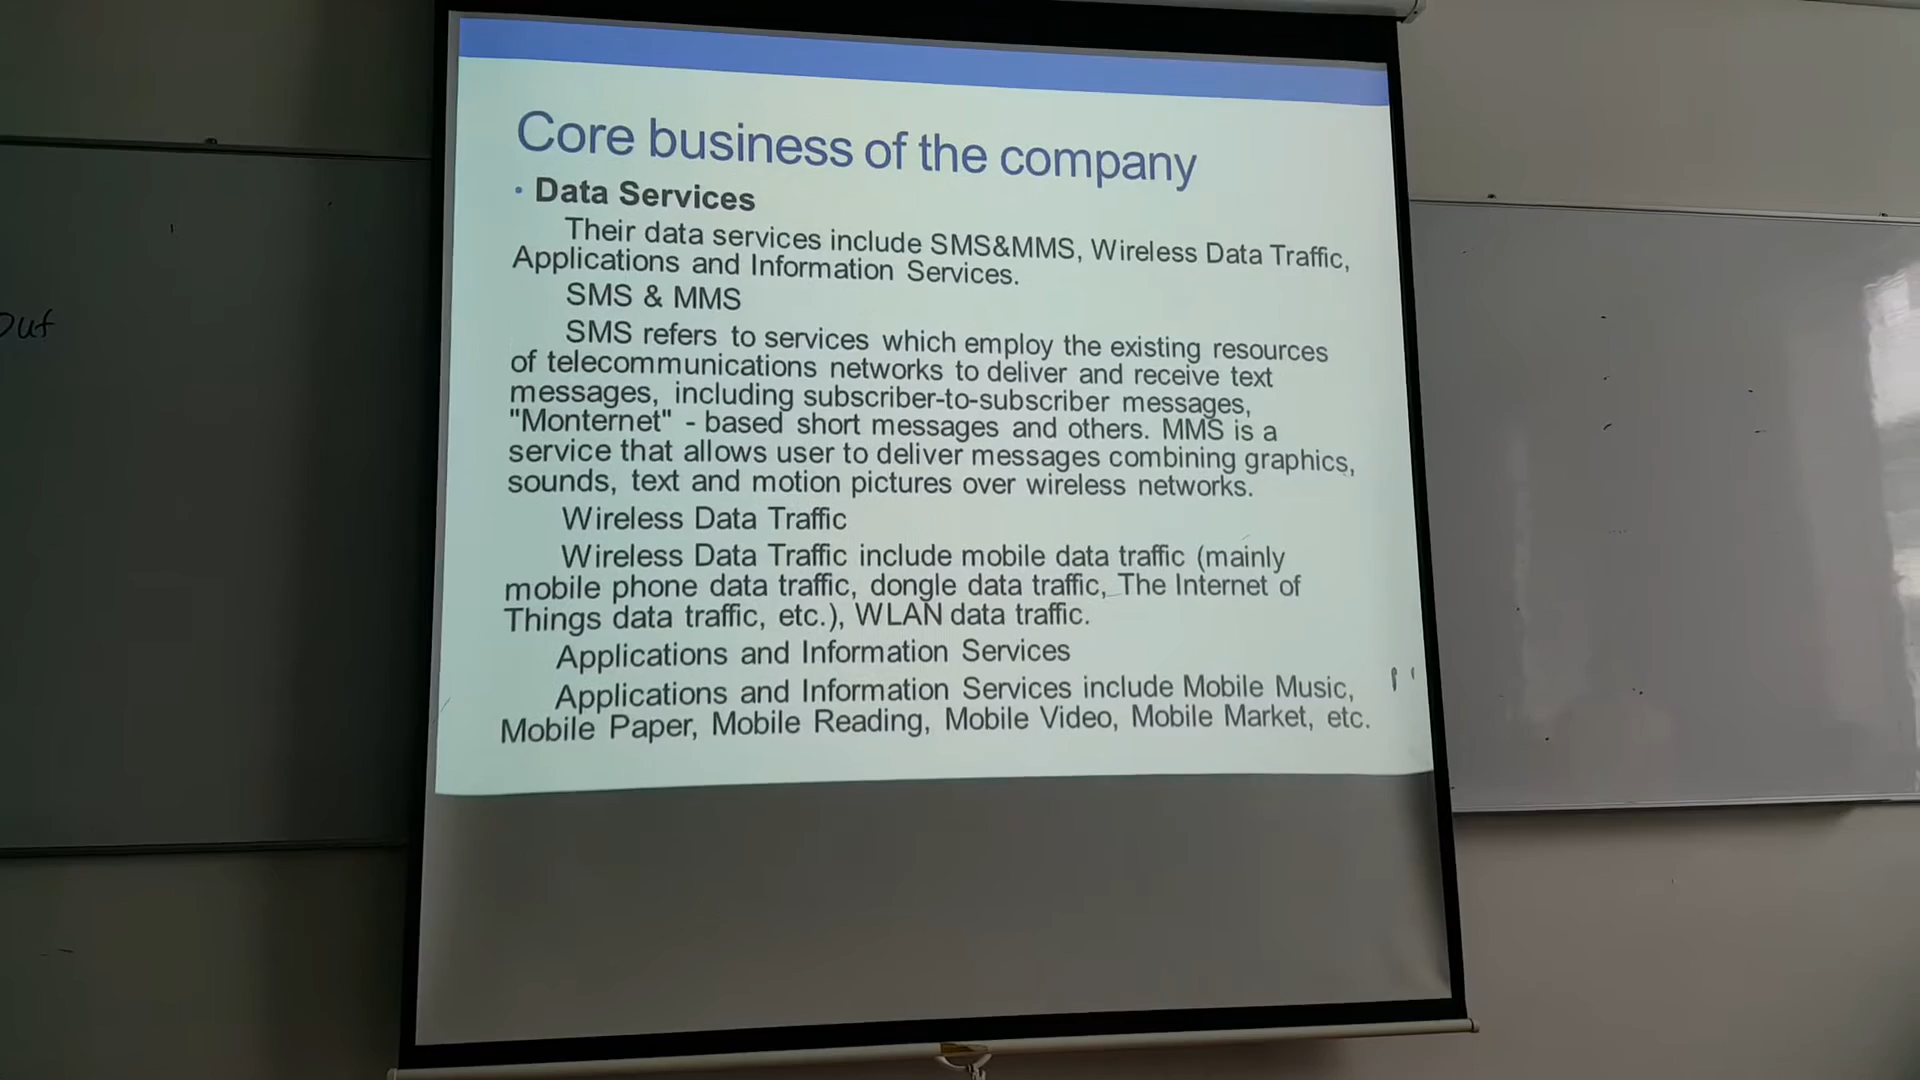 Core business of the company
• Data Services
Their data services include SMS&MMS, Wireless Data Traffic,
Applications and Information Services.
SMS & MMS
SMS refers to services which employ the existing resources
of telecommunications networks to deliver and receive text
messages, including subscriber-to-subscriber messages,
"Monternet" - based short messages and others. MMS is a
service that allows user to deliver messages combining graphics,
sounds, text and motion pictures over wireless networks.
Wireless Data Traffic
Wireless Data Traffic include mobile data traffic (mainly
mobile phone data traffic, dongle data traffic, The Internet of
Things data traffic, etc.), WLAN data traffic.
Applications and Information Services
Applications and Information Services include Mobile Music,
Mobile Paper, Mobile Reading, Mobile Video, Mobile Market, etc.